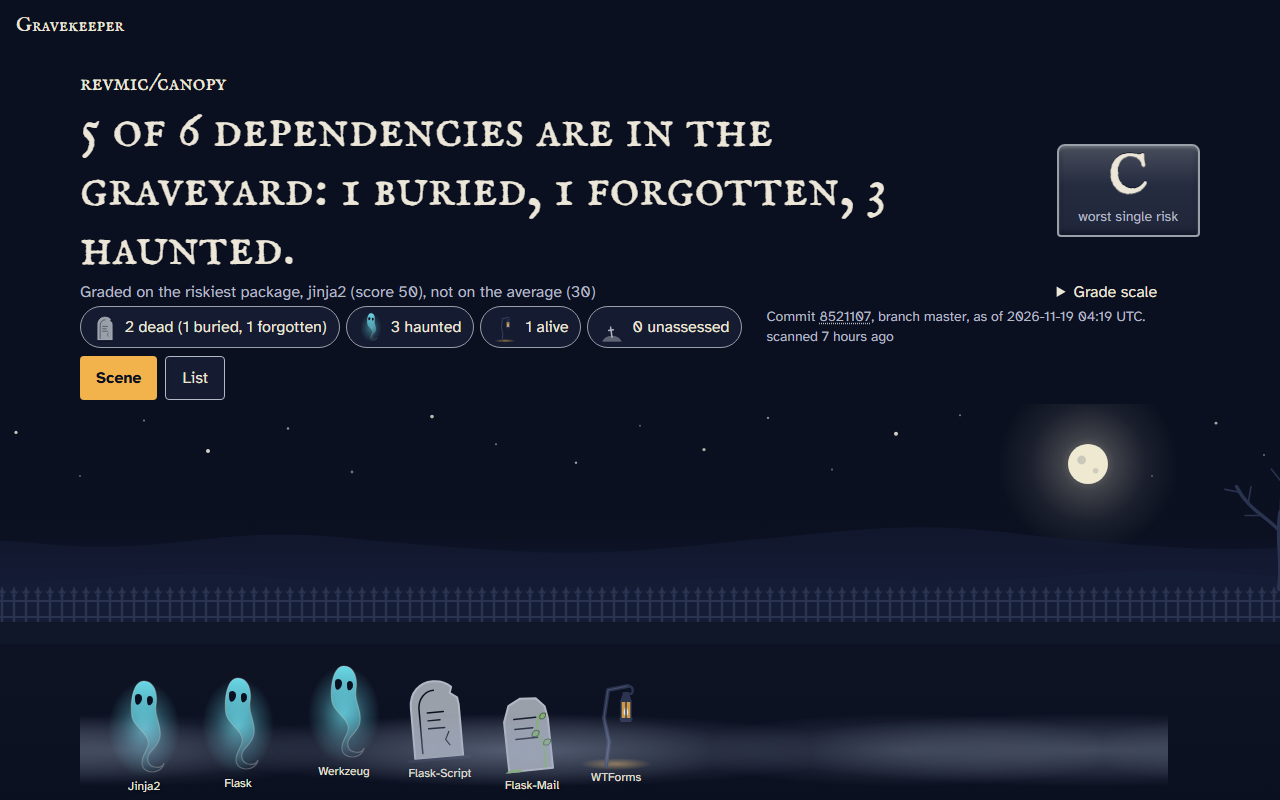 Gravekeeper
revmic/canopy
5 of 6 dependencies are in the
graveyard: 1 buried, 1 forgotten, 3
haunted.
C
worst single risk
Graded on the riskiest package, jinja2 (score 50), not on the average (30)
▶ Grade scale
2 dead (1 buried, 1 forgotten)
3 haunted
1 alive
0 unassessed
Commit 8521107, branch master, as of 2026-11-19 04:19 UTC.
scanned 7 hours ago
Scene
List
Jinja2
Flask
Werkzeug
Flask-Script
Flask-Mail
WTForms